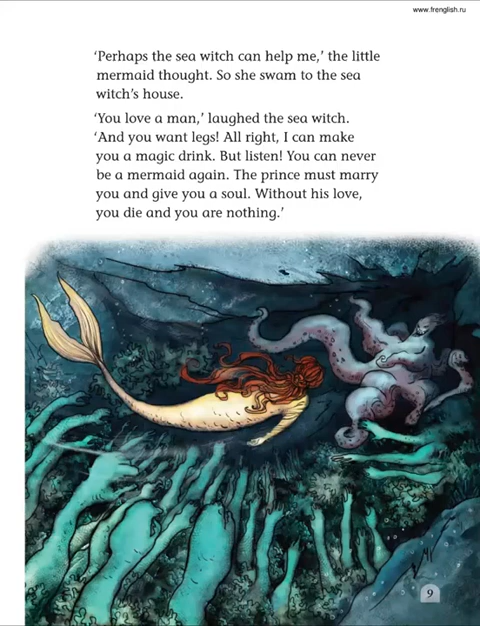 www.frenglish.ru
‘Perhaps the sea witch can help me,’ the little
mermaid thought. So she swam to the sea
witch’s house.
‘You love a man,’ laughed the sea witch.
‘And you want legs! All right, I can make
you a magic drink. But listen! You can never
be a mermaid again. The prince must marry
you and give you a soul. Without his love,
you die and you are nothing.’
9